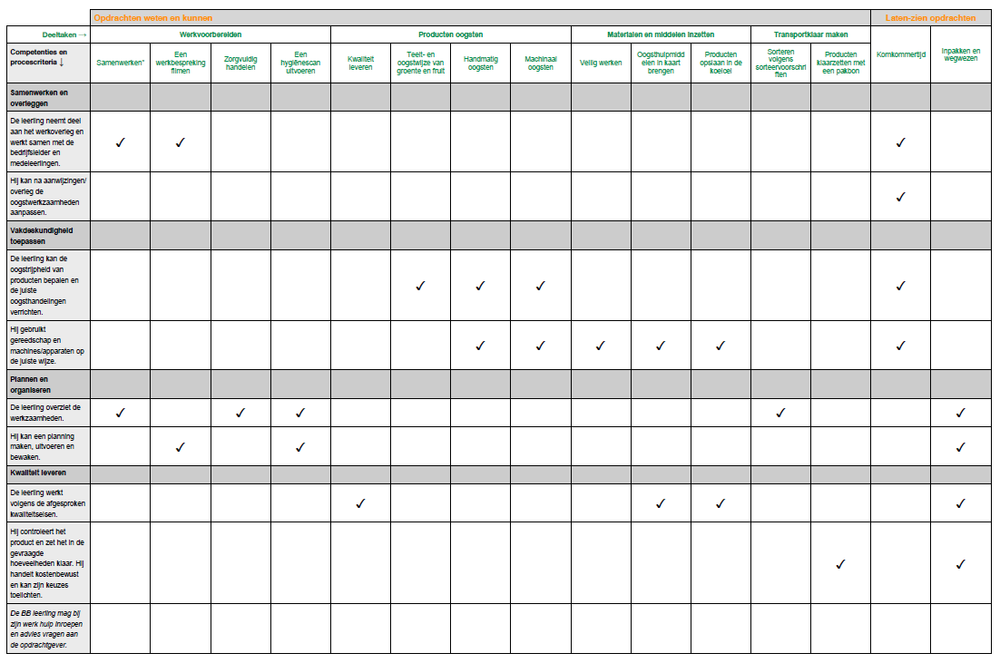 Opdrachten weten en kunnen Laten-zien opdrachten
Deeltaken → Werkvoorbereiden Producten oogsten Materialen en middelen inzetten Transportklaar maken
Competenties en
procescriteria ↓
Samenwerken*
Een
werkbespreking
filmen
Zorgvuldig
handelen
Een
hygiënescan
uitvoeren
Kwaliteit
leveren
Teelt- en
oogstwijze van
groente en fruit
Handmatig
oogsten
Machinaal
oogsten
Veilig werken
Oogsthulpmidd
elen in kaart
brengen
Producten
opslaan in de
koelcel
Sorteren
volgens
sorteervoorschri
ften
Producten
klaarzetten met
een pakbon
Komkommertijd
Inpakken en
wegwezen
Samenwerken en
overleggen
De leerling neemt deel
aan het werkoverleg en
werkt samen met de
bedrijfsleider en
medeleerlingen.
✓ ✓ ✓
Hij kan na aanwijzingen/
overleg de
oogstwerkzaamheden
aanpassen.
✓
Vakdeskundigheid
toepassen
De leerling kan de
oogstrijpheid van
producten bepalen en
de juiste
oogsthandelingen
verrichten.
✓ ✓ ✓ ✓
Hij gebruikt
gereedschap en
machines/apparaten op
de juiste wijze.
✓ ✓ ✓ ✓ ✓ ✓
Plannen en
organiseren
De leerling overziet de
werkzaamheden.
✓ ✓ ✓ ✓ ✓
Hij kan een planning
maken, uitvoeren en
bewaken.
✓ ✓ ✓
Kwaliteit leveren
De leerling werkt
volgens de afgesproken
kwaliteitseisen.
✓ ✓ ✓ ✓
Hij controleert het
product en zet het in de
gevraagde
hoeveelheden klaar. Hij
handelt kostenbewust
en kan zijn keuzes
toelichten.
✓ ✓
De BB leerling mag bij
zijn werk hulp inroepen
en advies vragen aan
de opdrachtgever.